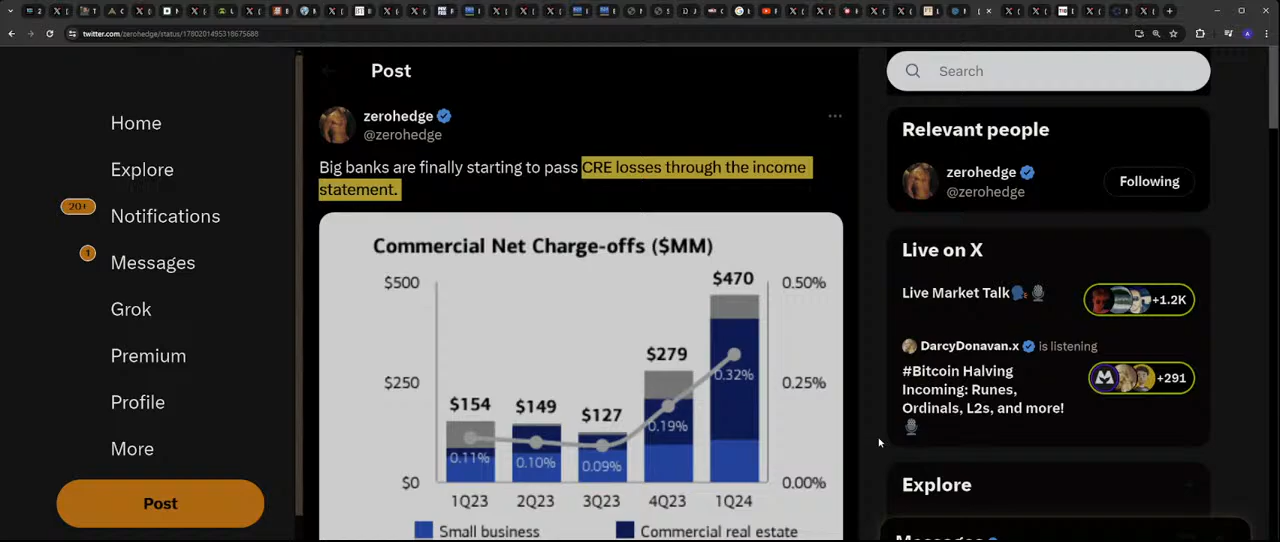 twitter.com/zerohedge/status/1780201495318675688
Home
Explore
20+
Notifications
1
Messages
Grok
Premium
Profile
More
Post
Post
zerohedge
@zerohedge
Big banks are finally starting to pass CRE losses through the income
statement.
Commercial Net Charge-offs ($MM)
$500
$250
$0
0.50%
0.25%
0.00%
$154
$149
$127
$279
$470
0.11%
0.10%
0.09%
0.19%
0.32%
1Q23
2Q23
3Q23
4Q23
1Q24
Small business
Commercial real estate
Search
Relevant people
zerohedge
@zerohedge
Following
Live on X
Live Market Talk
+1.2K
DarcyDonavan.x is listening
#Bitcoin Halving
Incoming: Runes,
Ordinals, L2s, and more!
+291
Explore
Messages